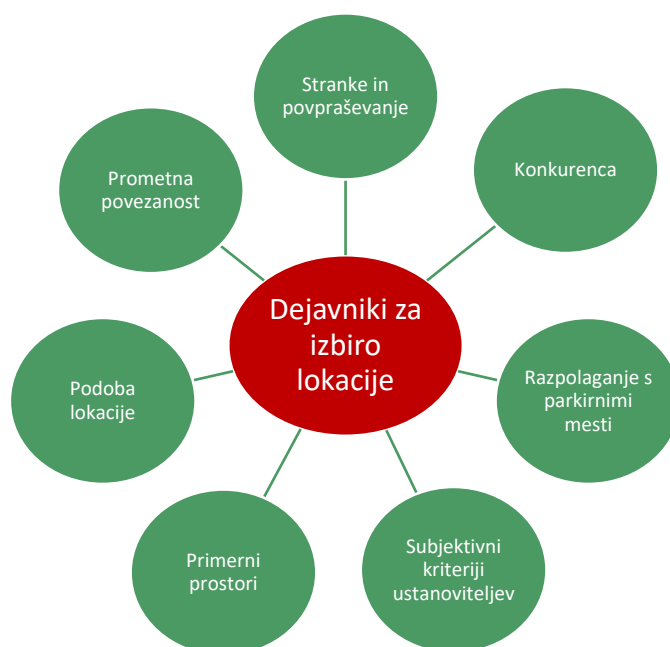 Stranke in
povpraševanje
Konkurenca
Prometna
povezanost
Dejavniki za
izbiro
lokacije
Podoba
lokacije
Razpolaganje s
parkirnimi
mesti
Primerni
prostori
Subjektivni
kriteriji
ustanoviteljev